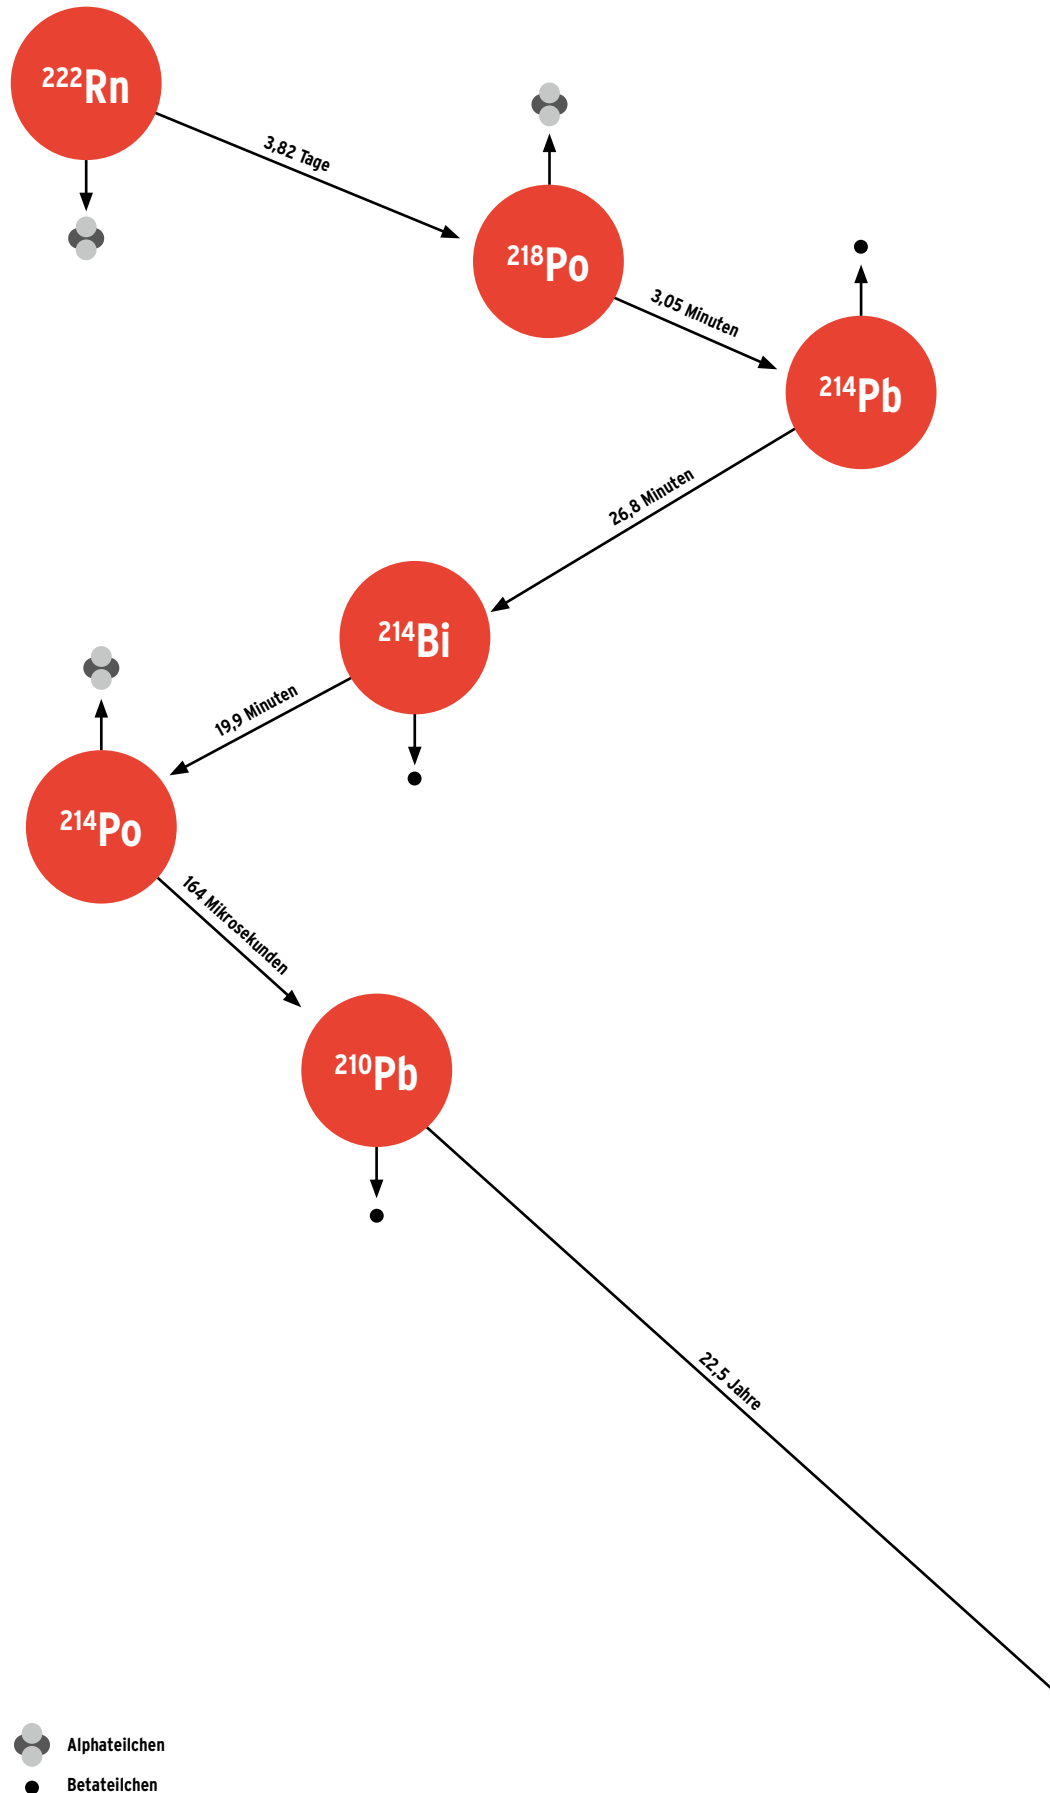 ²²²Rn
3,82 Tage
²¹⁸Po
3,05 Minuten
²¹⁴Pb
26,8 Minuten
²¹⁴Bi
19,9 Minuten
²¹⁴Po
164 Mikrosekunden
²¹⁰Pb
22,5 Jahre
Alphateilchen
Betateilchen